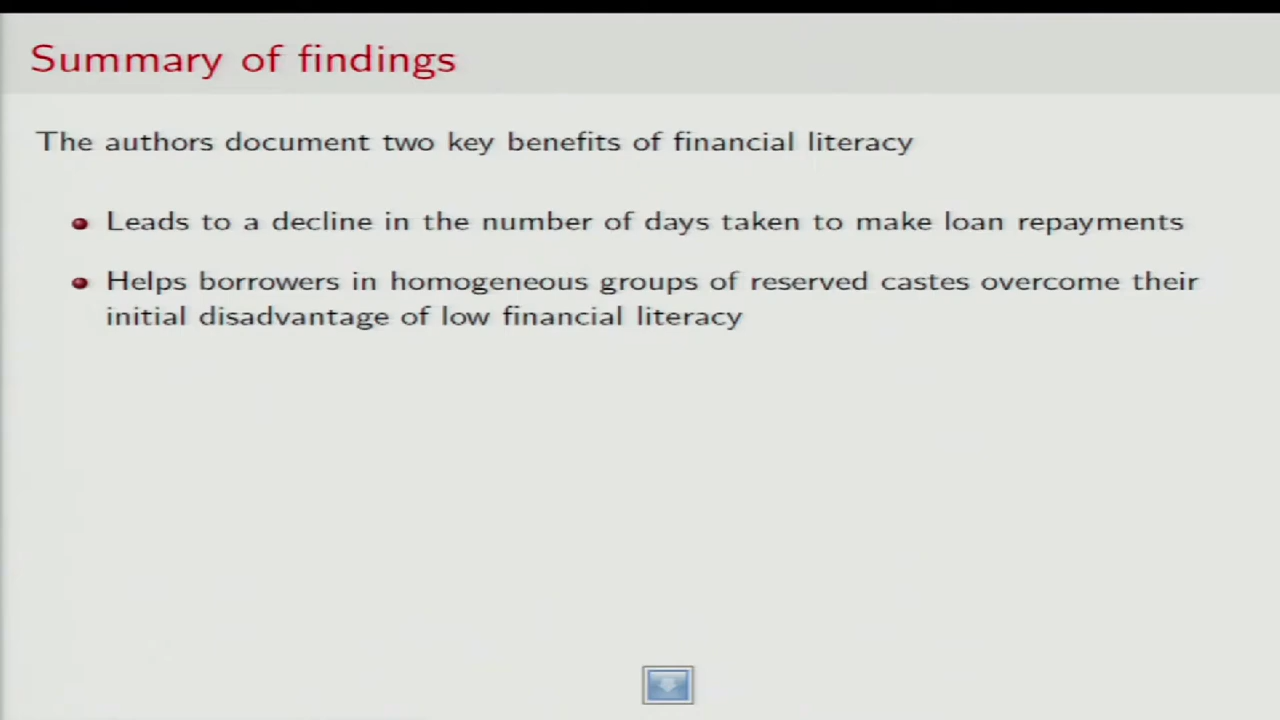 Summary of findings
The authors document two key benefits of financial literacy
Leads to a decline in the number of days taken to make loan repayments
Helps borrowers in homogeneous groups of reserved castes overcome their
initial disadvantage of low financial literacy